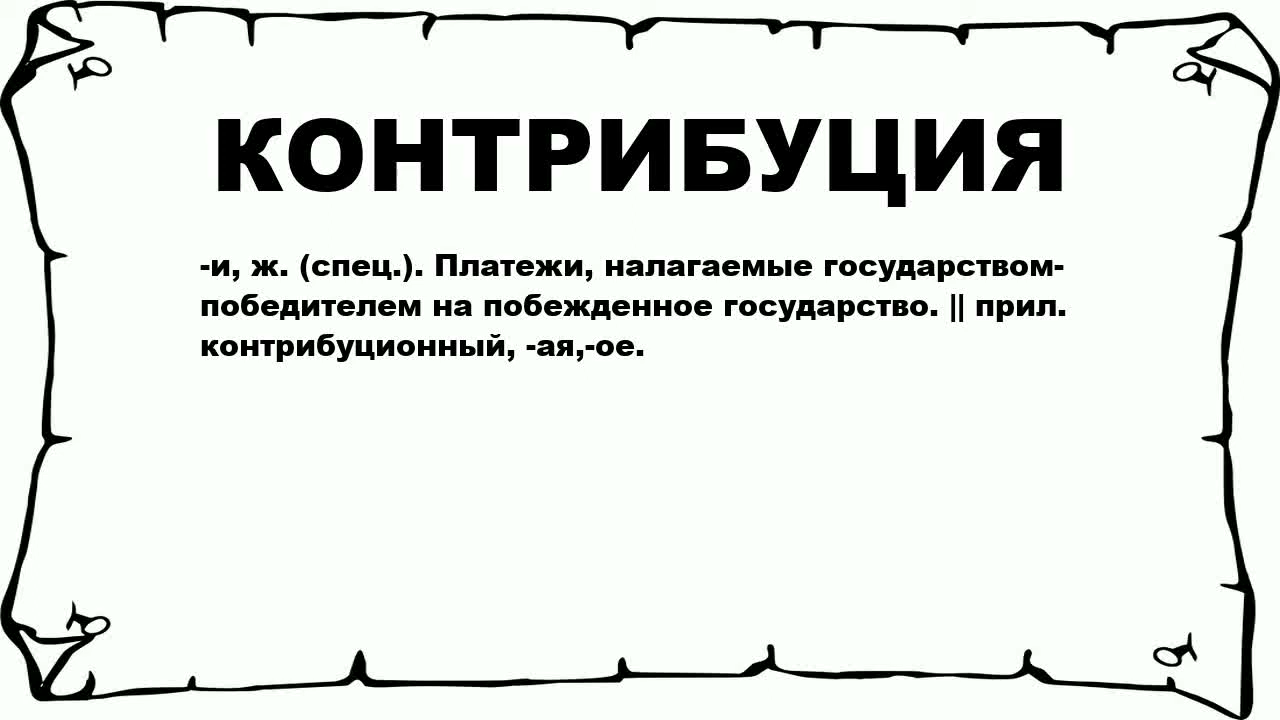 КОНТРИБУЦИЯ
-и, ж. (спец.). Платежи, налагаемые государством-
победителем на побежденное государство. || прил.
контрибуционный, -ая,-ое.